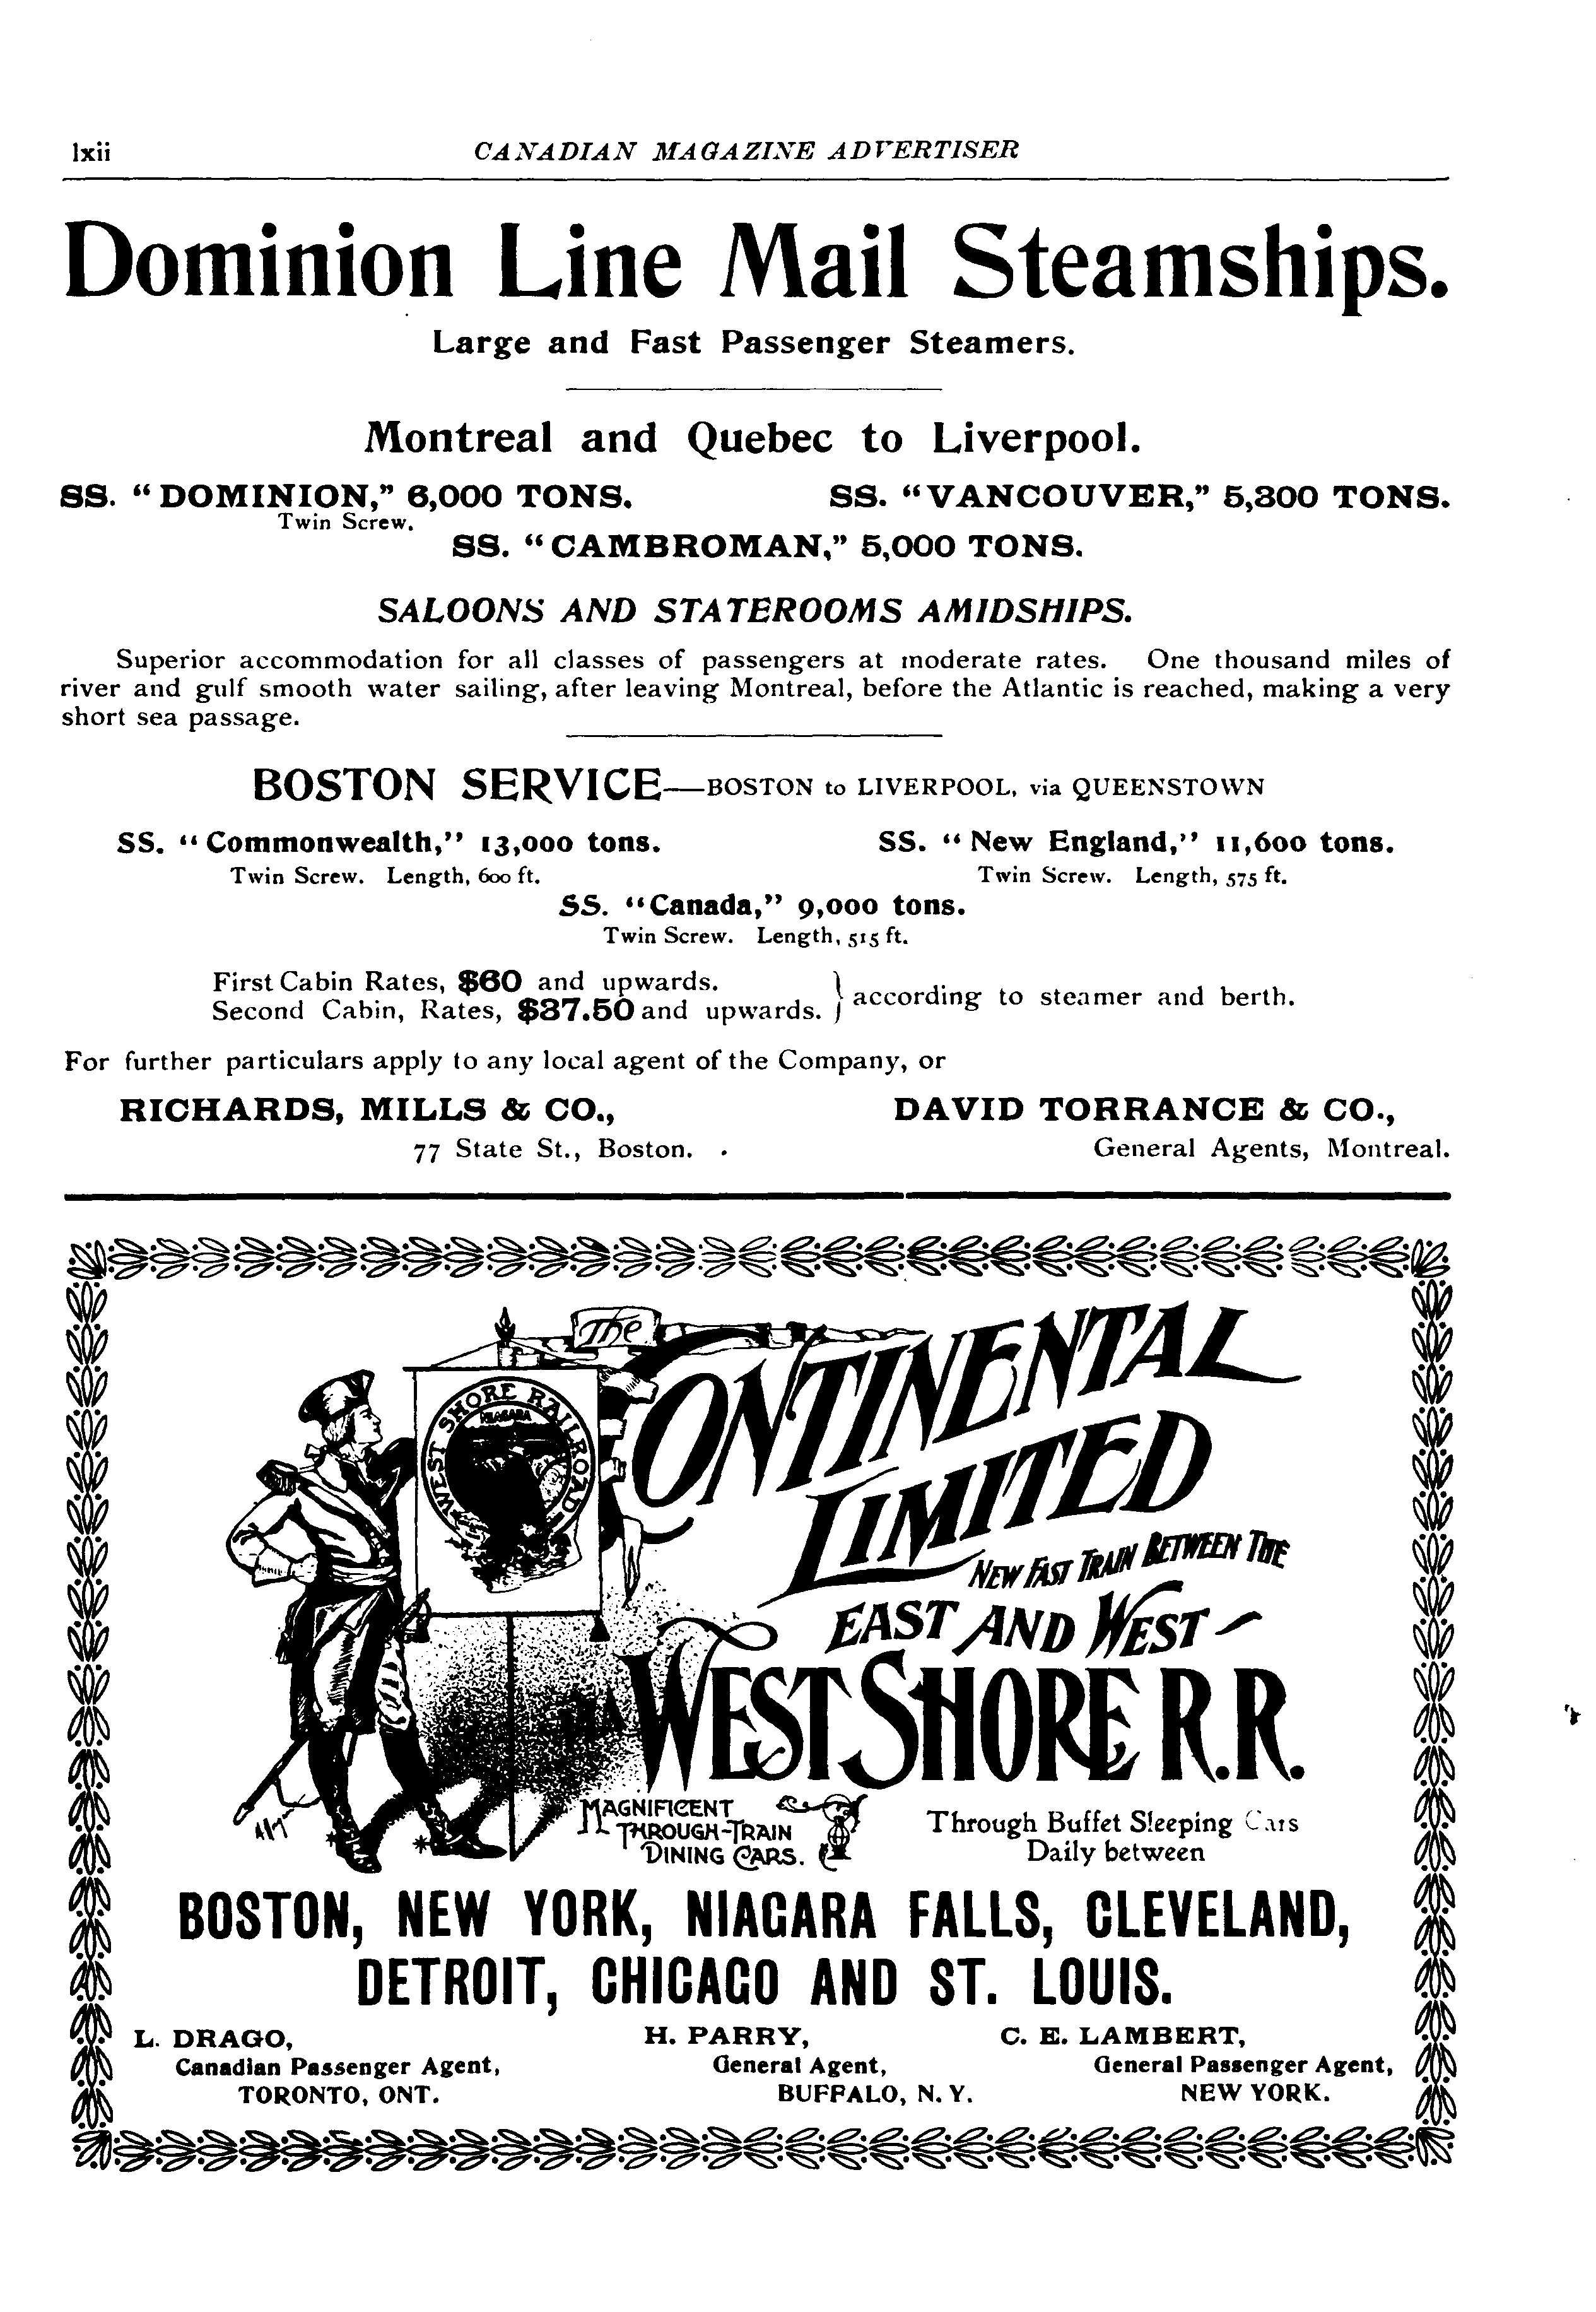 lxii
CANADIAN MAGAZINE ADVERTISER
Dominion Line Mail Steamships.
Large and Fast Passenger Steamers.
Montreal and Quebec to Liverpool.
SS. "DOMINION," 6,000 TONS.
Twin Screw.
SS. "VANCOUVER," 5,300 TONS.
SS. "CAMBROMAN," 5,000 TONS.
SALOONS AND STATEROOMS AMIDSHIPS.
Superior accommodation for all classes of passengers at moderate rates. One thousand miles of
river and gulf smooth water sailing, after leaving Montreal, before the Atlantic is reached, making a very
short sea passage.
BOSTON SERVICE—BOSTON to LIVERPOOL, via QUEENSTOWN
SS. "Commonwealth," 13,000 tons.
Twin Screw. Length, 600 ft.
SS. "New England," 11,600 tons.
Twin Screw. Length, 575 ft.
SS. "Canada," 9,000 tons.
Twin Screw. Length, 515 ft.
First Cabin Rates, $60 and upwards.
Second Cabin, Rates, $37.50 and upwards. } according to steamer and berth.
For further particulars apply to any local agent of the Company, or
RICHARDS, MILLS & CO.,
77 State St., Boston.
DAVID TORRANCE & CO.,
General Agents, Montreal.
The
CONTINENTAL
LIMITED
WEST SHORE RAILROAD
NIAGARA
NEW FAST TRAIN BETWEEN THE
EAST AND WEST
VIA WEST SHORE R.R.
MAGNIFICENT
THROUGH-TRAIN
DINING CARS.
Through Buffet Sleeping Cars
Daily between
BOSTON, NEW YORK, NIAGARA FALLS, CLEVELAND,
DETROIT, CHICAGO AND ST. LOUIS.
L. DRAGO,
Canadian Passenger Agent,
TORONTO, ONT.
H. PARRY,
General Agent,
BUFFALO, N. Y.
C. E. LAMBERT,
General Passenger Agent,
NEW YORK.